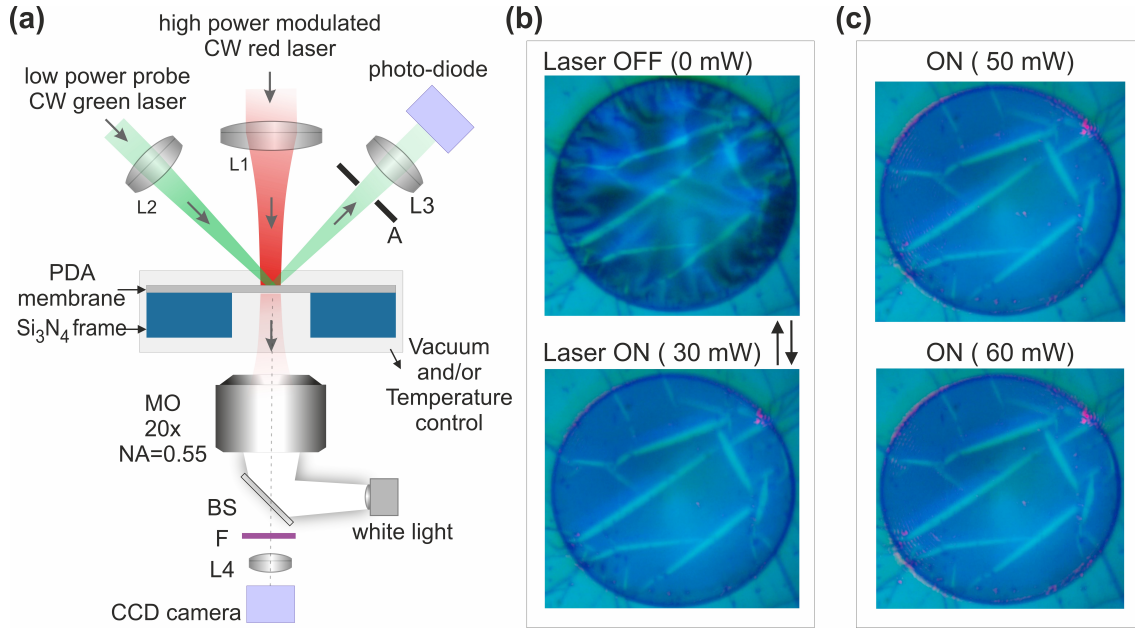 (a)
high power modulated
CW red laser
low power probe
CW green laser
photo-diode
L1
L2
L3
A
PDA
membrane
Si3N4 frame
Vacuum
and/or
Temperature
control
MO
20x
NA=0.55
BS
white light
F
L4
CCD camera
(b)
Laser OFF (0 mW)
Laser ON ( 30 mW)
(c)
ON ( 50 mW)
ON ( 60 mW)